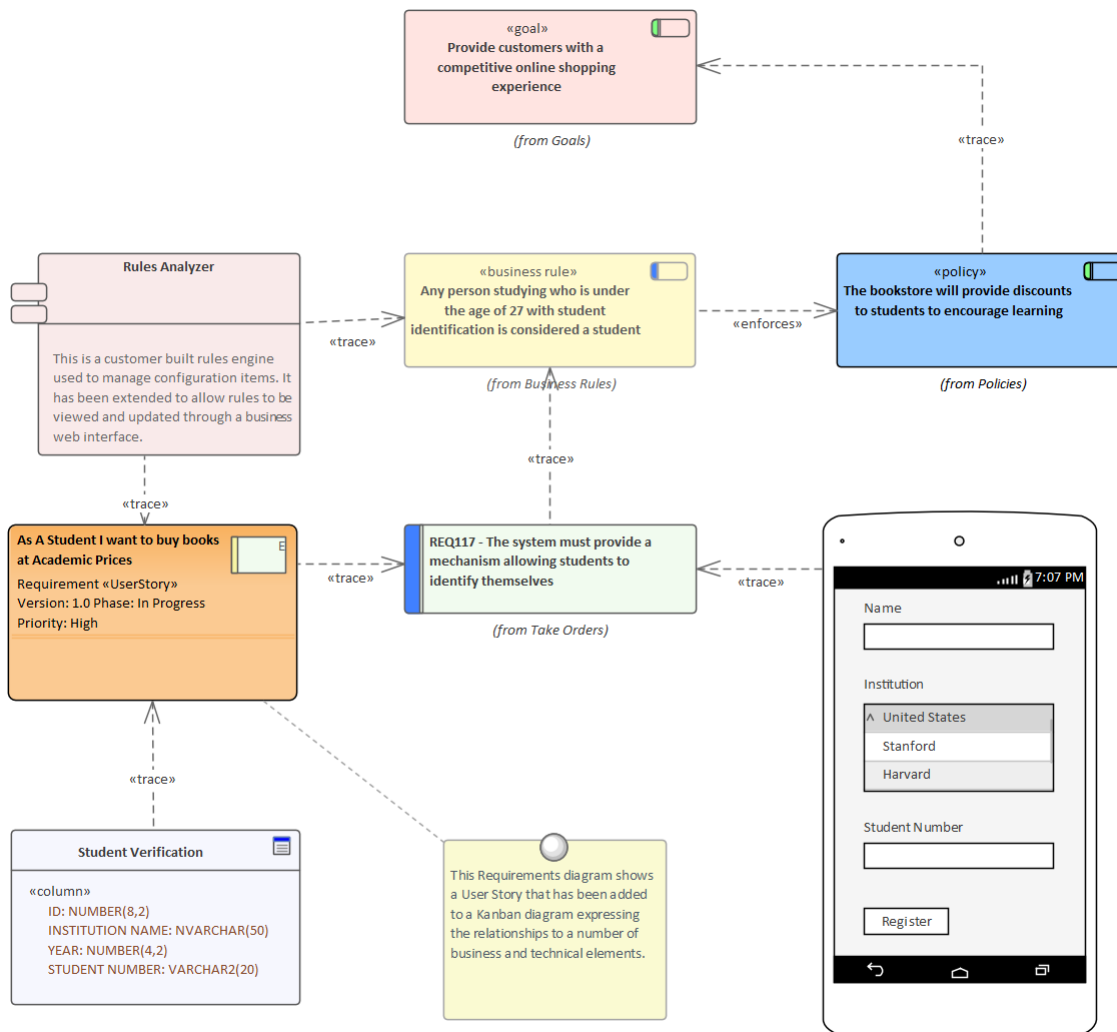 «goal»
Provide customers with a
competitive online shopping
experience
(from Goals)
«trace»
Rules Analyzer
This is a customer built rules engine
used to manage configuration items. It
has been extended to allow rules to be
viewed and updated through a business
web interface.
«trace»
«business rule»
Any person studying who is under
the age of 27 with student
identification is considered a student
(from Business Rules)
«enforces»
«policy»
The bookstore will provide discounts
to students to encourage learning
(from Policies)
«trace»
«trace»
As A Student I want to buy books
at Academic Prices
E
Requirement «UserStory»
Version: 1.0 Phase: In Progress
Priority: High
«trace»
REQ117 - The system must provide a
mechanism allowing students to
identify themselves
(from Take Orders)
«trace»
7:07 PM
Name
Institution
^ United States
Stanford
Harvard
Student Number
Register
«trace»
Student Verification
«column»
ID: NUMBER(8,2)
INSTITUTION NAME: NVARCHAR(50)
YEAR: NUMBER(4,2)
STUDENT NUMBER: VARCHAR2(20)
This Requirements diagram shows
a User Story that has been added
to a Kanban diagram expressing
the relationships to a number of
business and technical elements.